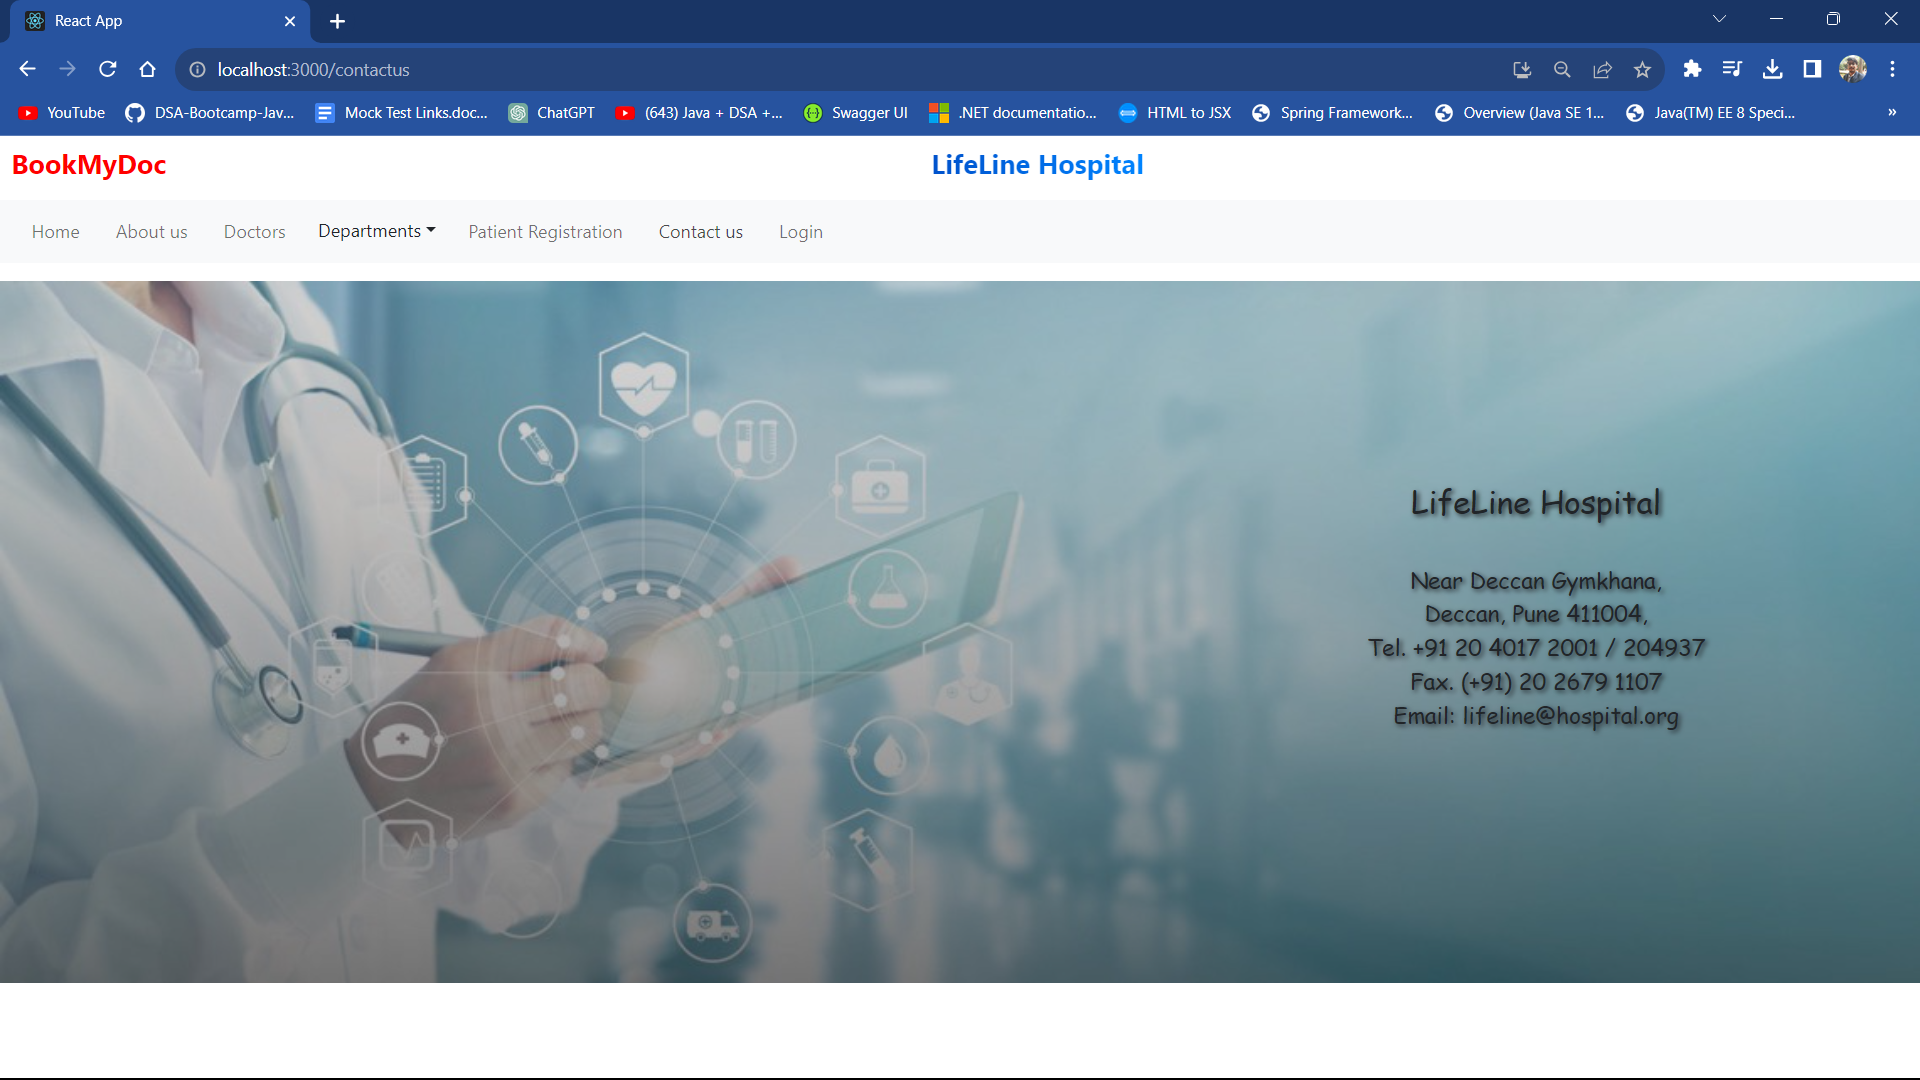 React App
localhost:3000/contactus
YouTube DSA-Bootcamp-Jav... Mock Test Links.doc... ChatGPT (643) Java + DSA +... Swagger UI .NET documentatio... HTML to JSX Spring Framework... Overview (Java SE 1... Java(TM) EE 8 Speci... »
BookMyDoc LifeLine Hospital
Home About us Doctors Departments Patient Registration Contact us Login
LifeLine Hospital
Near Deccan Gymkhana,
Deccan, Pune 411004,
Tel. +91 20 4017 2001 / 204937
Fax. (+91) 20 2679 1107
Email: lifeline@hospital.org